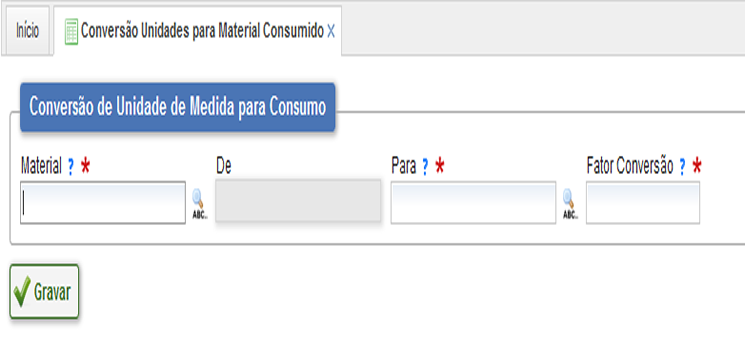 Início Conversão Unidades para Material Consumido X
Conversão de Unidade de Medida para Consumo
Material ? * De Para ? * Fator Conversão ? *
ABC.. ABC..
Gravar